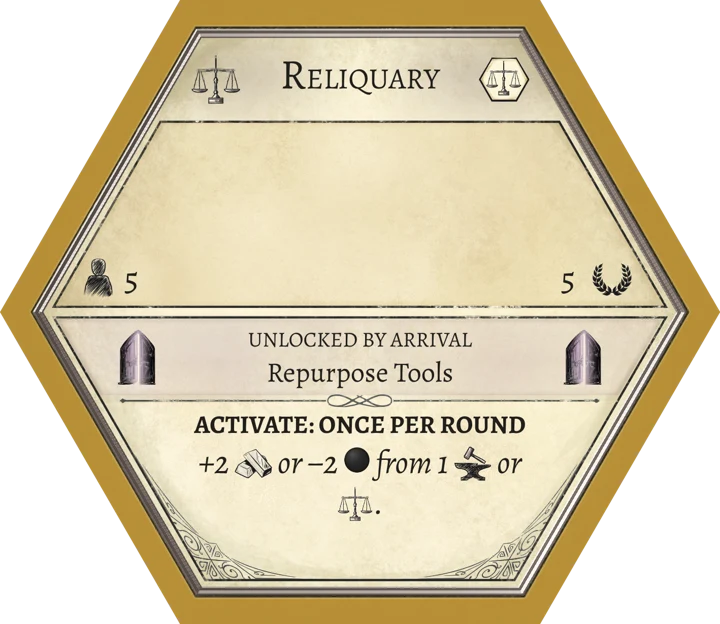 RELIQUARY
5
5
UNLOCKED BY ARRIVAL
Repurpose Tools
ACTIVATE: ONCE PER ROUND
+2 or –2 from 1 or
.